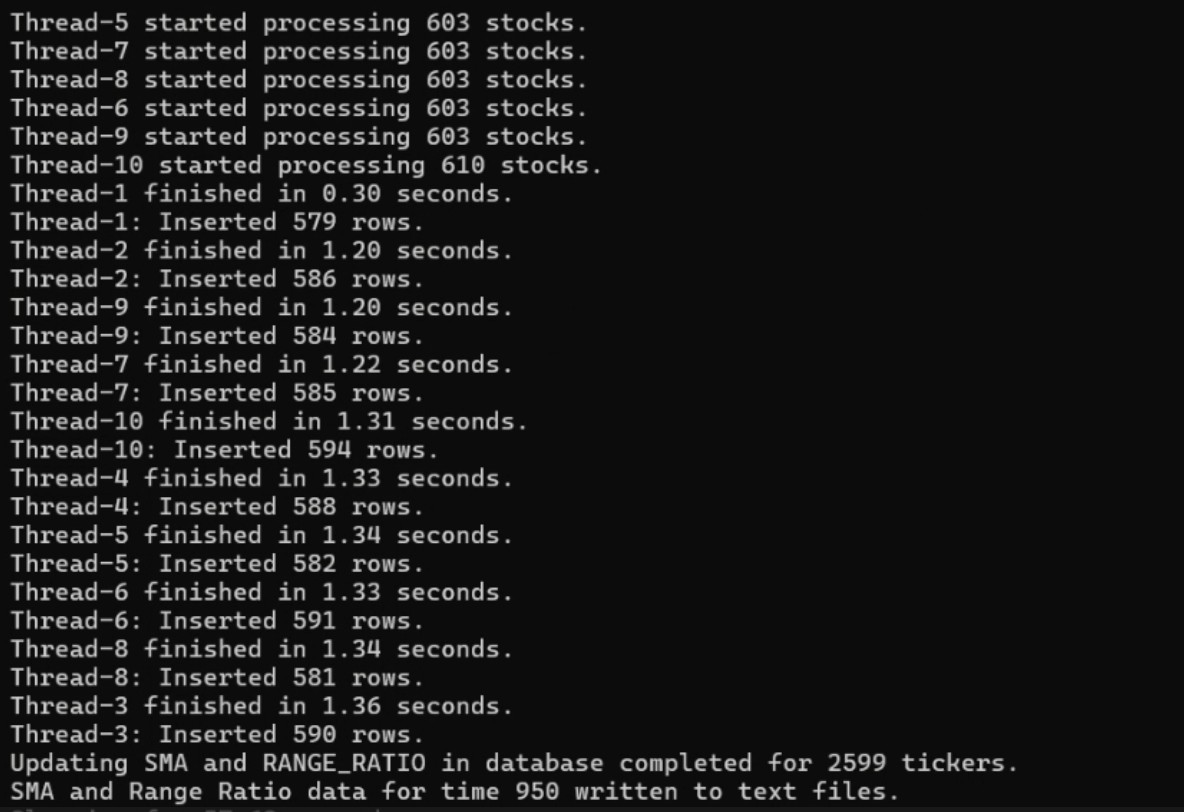 Thread-5 started processing 603 stocks.
Thread-7 started processing 603 stocks.
Thread-8 started processing 603 stocks.
Thread-6 started processing 603 stocks.
Thread-9 started processing 603 stocks.
Thread-10 started processing 610 stocks.
Thread-1 finished in 0.30 seconds.
Thread-1: Inserted 579 rows.
Thread-2 finished in 1.20 seconds.
Thread-2: Inserted 586 rows.
Thread-9 finished in 1.20 seconds.
Thread-9: Inserted 584 rows.
Thread-7 finished in 1.22 seconds.
Thread-7: Inserted 585 rows.
Thread-10 finished in 1.31 seconds.
Thread-10: Inserted 594 rows.
Thread-4 finished in 1.33 seconds.
Thread-4: Inserted 588 rows.
Thread-5 finished in 1.34 seconds.
Thread-5: Inserted 582 rows.
Thread-6 finished in 1.33 seconds.
Thread-6: Inserted 591 rows.
Thread-8 finished in 1.34 seconds.
Thread-8: Inserted 581 rows.
Thread-3 finished in 1.36 seconds.
Thread-3: Inserted 590 rows.
Updating SMA and RANGE_RATIO in database completed for 2599 tickers.
SMA and Range Ratio data for time 950 written to text files.